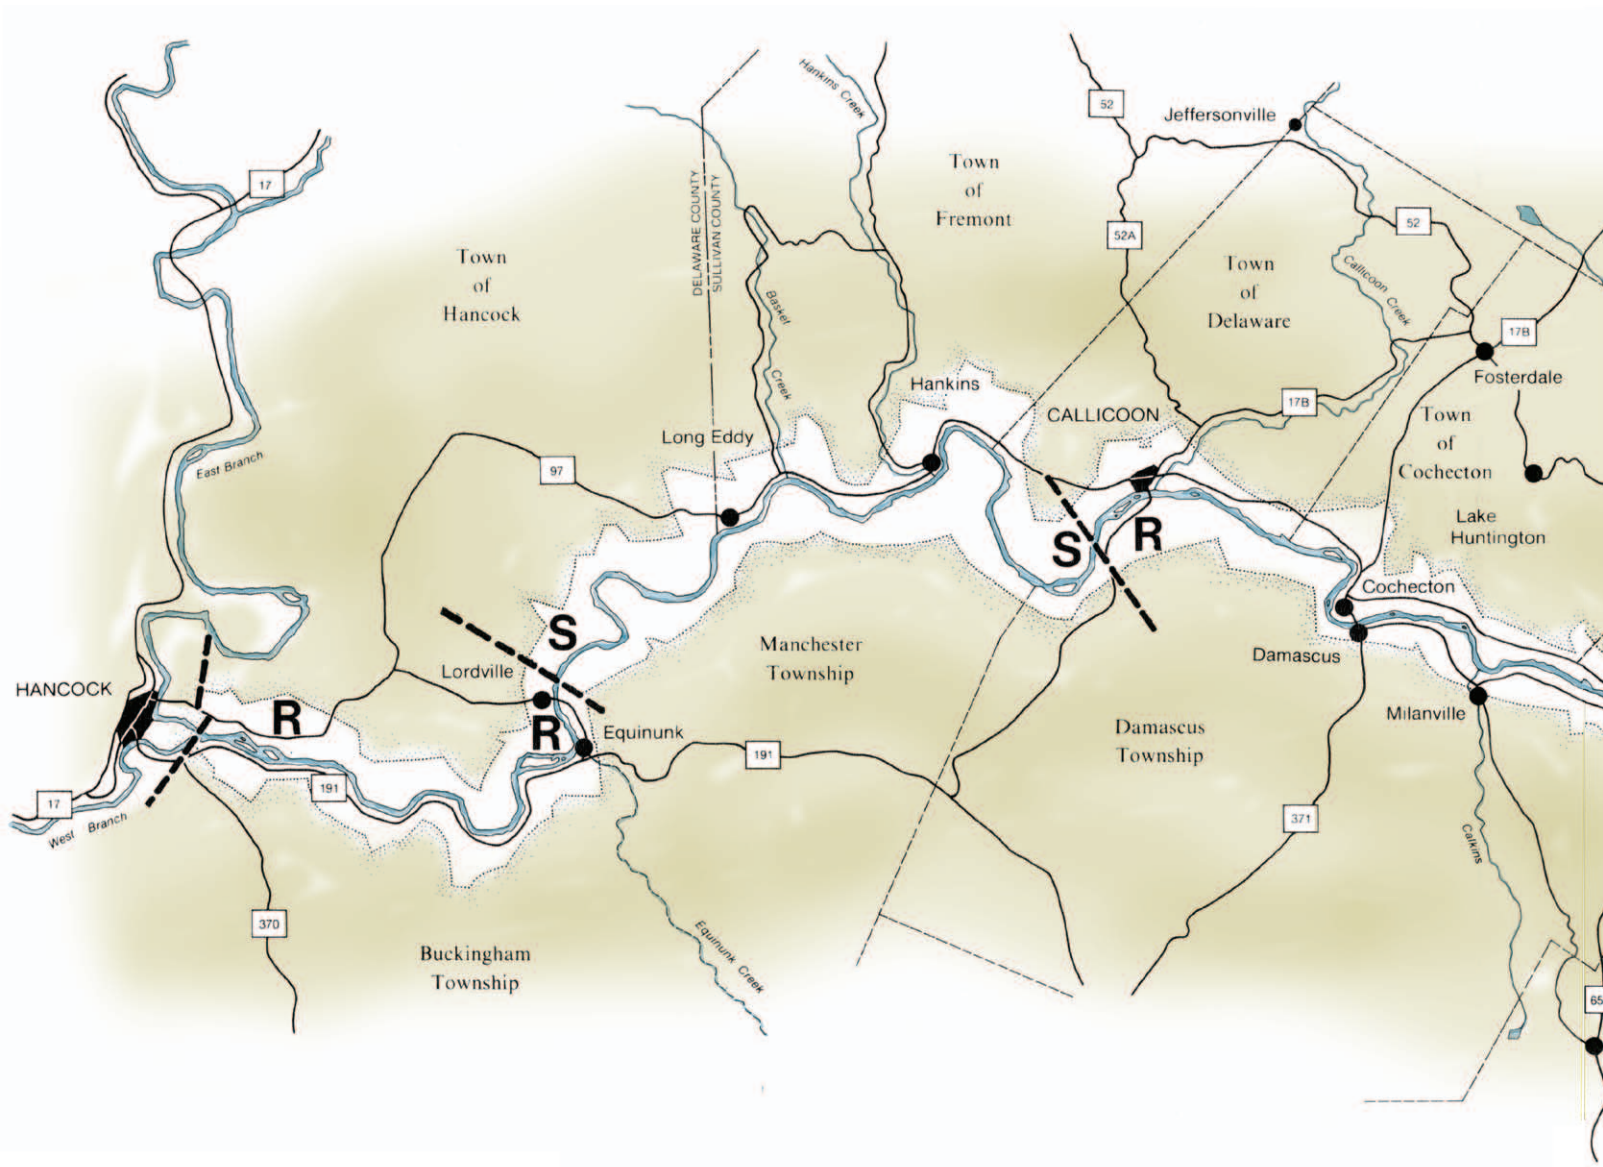 52
Jeffersonville
Hankins Creek
17
DELAWARE COUNTY
SULLIVAN COUNTY
Town
of
Fremont
52A
52
Town
of
Hancock
Town
of
Delaware
Callicoon Creek
Basket
Creek
17B
Fosterdale
Hankins
CALLICOON
17B
Town
of
Cochecton
Long Eddy
East Branch
97
Lake
Huntington
S
R
Cochecton
S
Manchester
Township
Damascus
Lordville
HANCOCK
R
R
Equinunk
Milanville
Damascus
Township
191
191
17
West Branch
371
Calkins
370
Equinunk Creek
Buckingham
Township
65